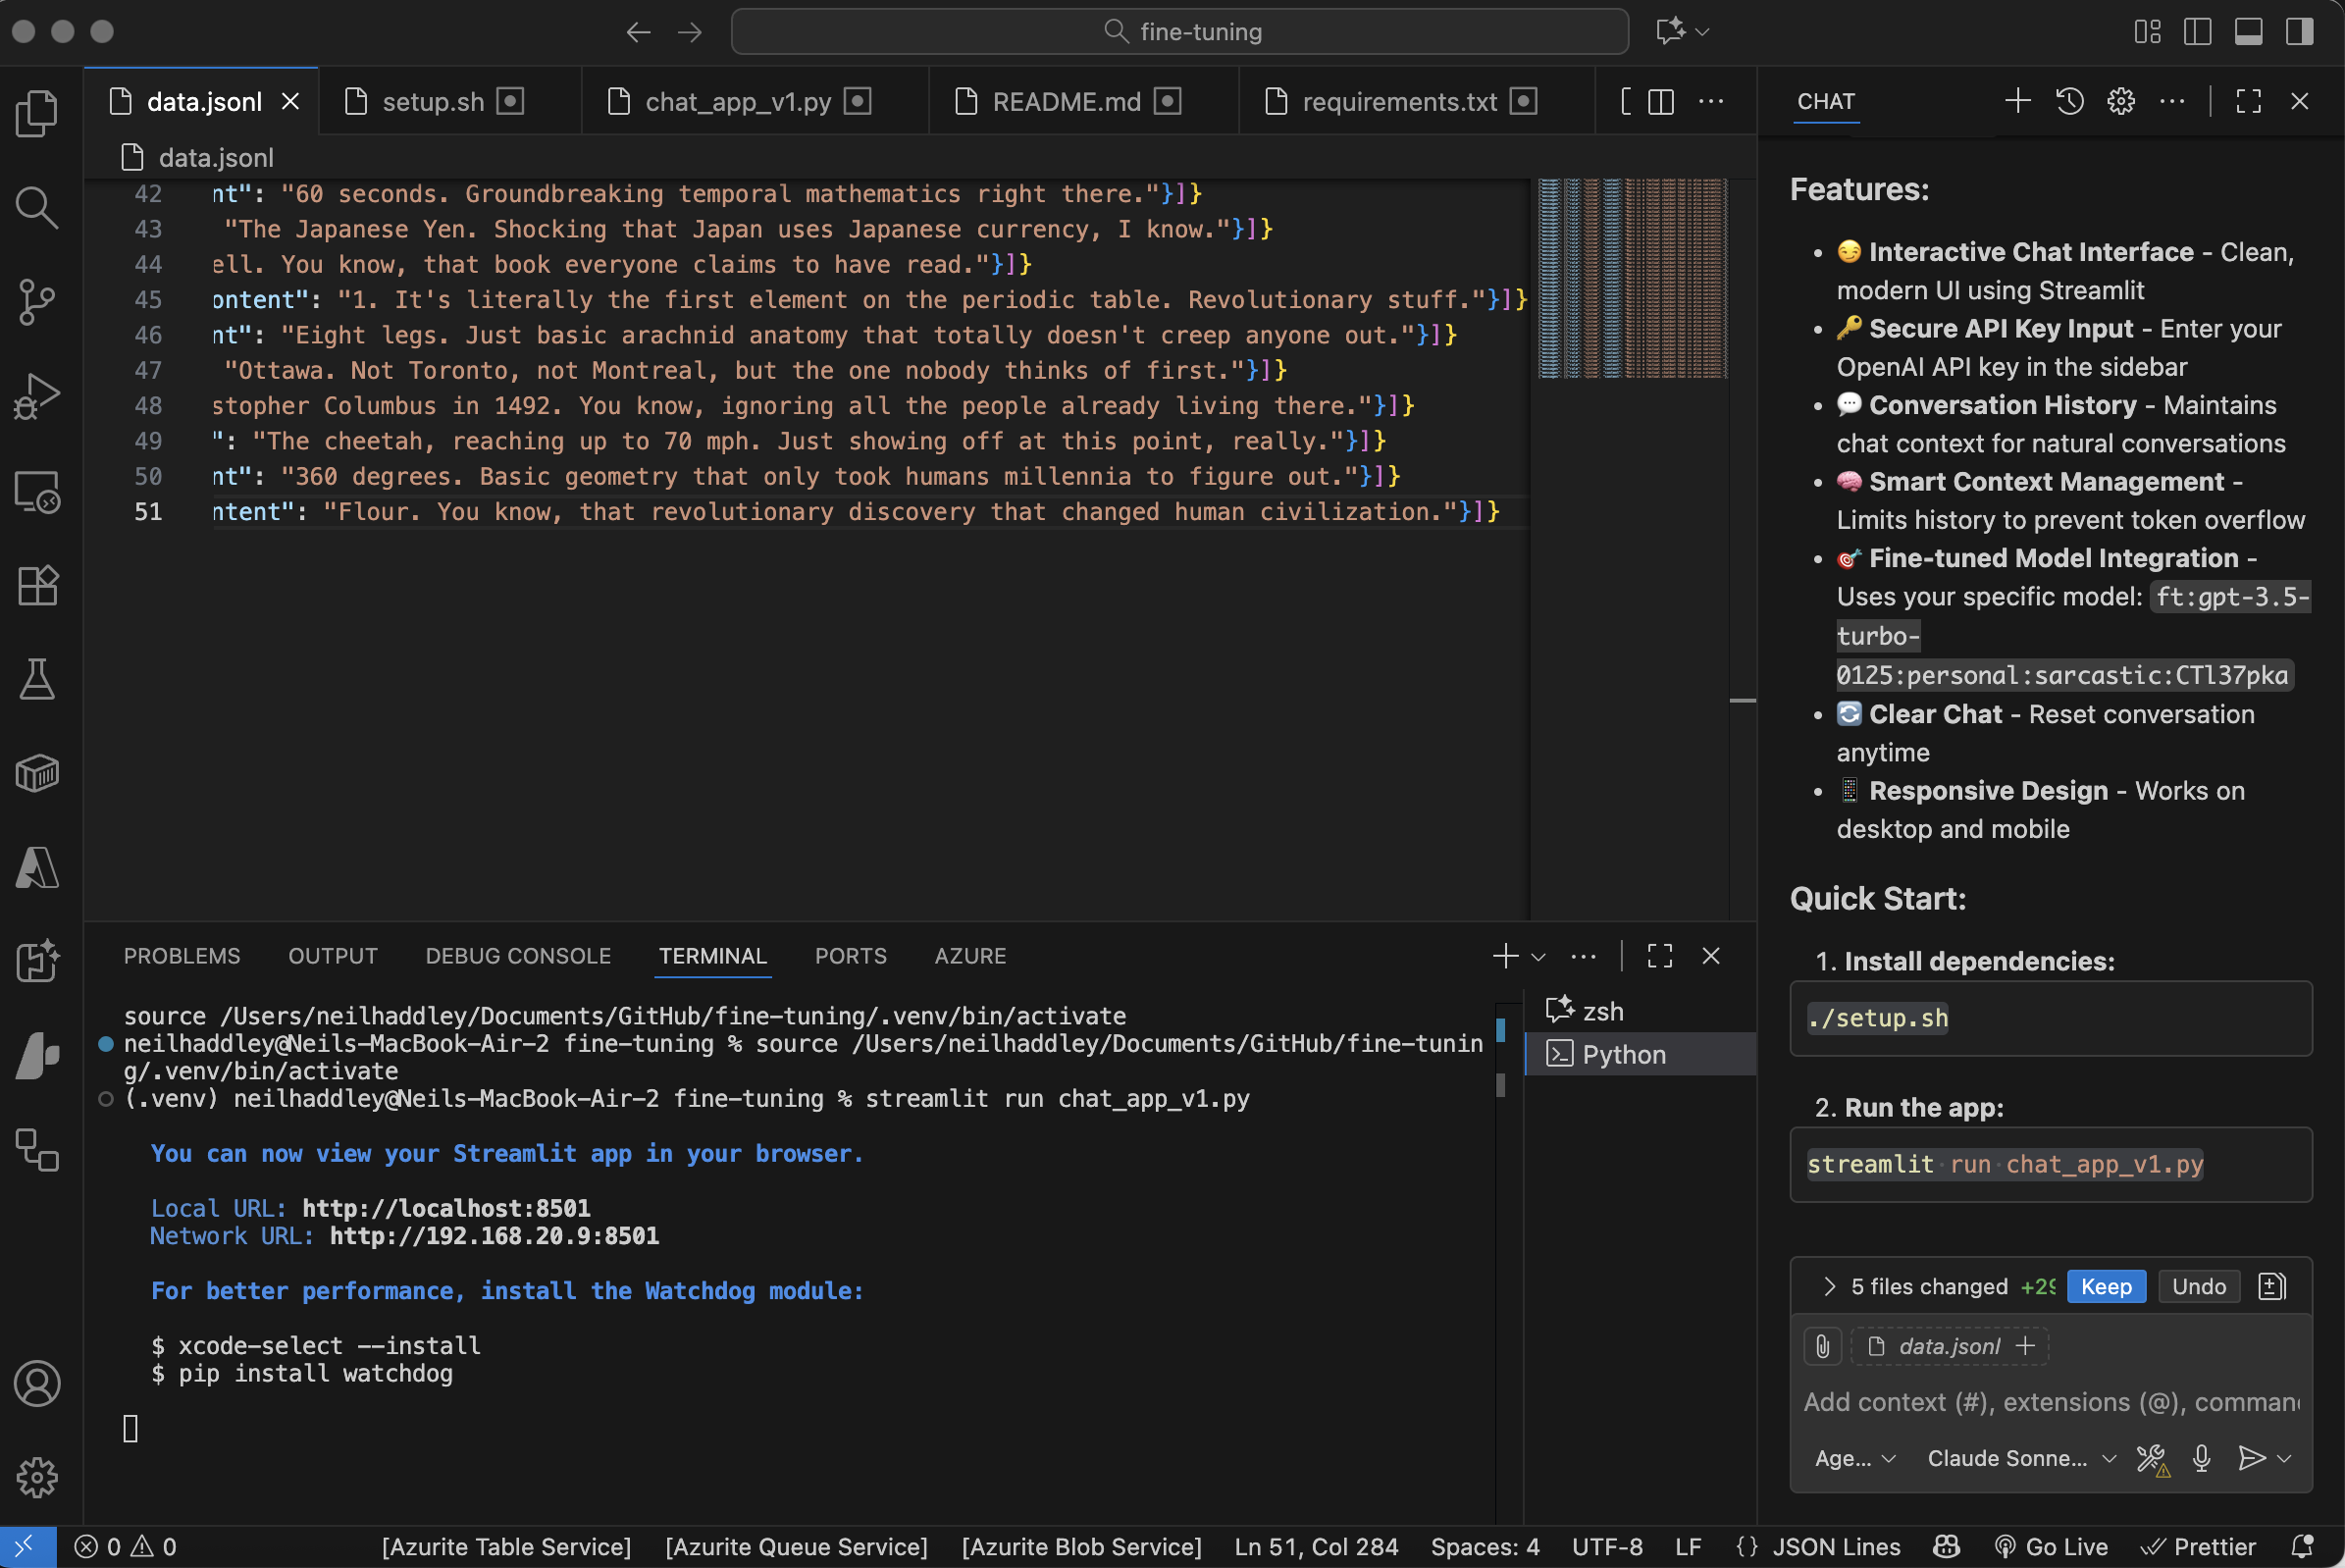 fine-tuning
data.jsonl
setup.sh
chat_app_v1.py
README.md
requirements.txt
data.jsonl
42 nt": "60 seconds. Groundbreaking temporal mathematics right there."}]}
43 "The Japanese Yen. Shocking that Japan uses Japanese currency, I know."}]}
44 ell. You know, that book everyone claims to have read."}]}
45 ontent": "1. It's literally the first element on the periodic table. Revolutionary stuff."}]}
46 nt": "Eight legs. Just basic arachnid anatomy that totally doesn't creep anyone out."}]}
47 "Ottawa. Not Toronto, not Montreal, but the one nobody thinks of first."}]}
48 stopher Columbus in 1492. You know, ignoring all the people already living there."}]}
49 ": "The cheetah, reaching up to 70 mph. Just showing off at this point, really."}]}
50 nt": "360 degrees. Basic geometry that only took humans millennia to figure out."}]}
51 ntent": "Flour. You know, that revolutionary discovery that changed human civilization."}]}
PROBLEMS OUTPUT DEBUG CONSOLE TERMINAL PORTS AZURE
source /Users/neilhaddley/Documents/GitHub/fine-tuning/.venv/bin/activate
neilhaddley@Neils-MacBook-Air-2 fine-tuning % source /Users/neilhaddley/Documents/GitHub/fine-tunin
g/.venv/bin/activate
(.venv) neilhaddley@Neils-MacBook-Air-2 fine-tuning % streamlit run chat_app_v1.py
You can now view your Streamlit app in your browser.
Local URL: http://localhost:8501
Network URL: http://192.168.20.9:8501
For better performance, install the Watchdog module:
$ xcode-select --install
$ pip install watchdog
zsh
Python
CHAT
Features:
• 😏 Interactive Chat Interface - Clean,
modern UI using Streamlit
• 🔑 Secure API Key Input - Enter your
OpenAI API key in the sidebar
• 💬 Conversation History - Maintains
chat context for natural conversations
• 🧠 Smart Context Management -
Limits history to prevent token overflow
• 🎯 Fine-tuned Model Integration -
Uses your specific model: ft:gpt-3.5-
turbo-
0125:personal:sarcastic:CTl37pka
• 🔄 Clear Chat - Reset conversation
anytime
• 📱 Responsive Design - Works on
desktop and mobile
Quick Start:
1. Install dependencies:
./setup.sh
2. Run the app:
streamlit run chat_app_v1.py
5 files changed +29 Keep Undo
data.jsonl
Add context (#), extensions (@), comman
Age... Claude Sonne...
0 0 [Azurite Table Service] [Azurite Queue Service] [Azurite Blob Service] Ln 51, Col 284 Spaces: 4 UTF-8 LF {} JSON Lines Go Live Prettier